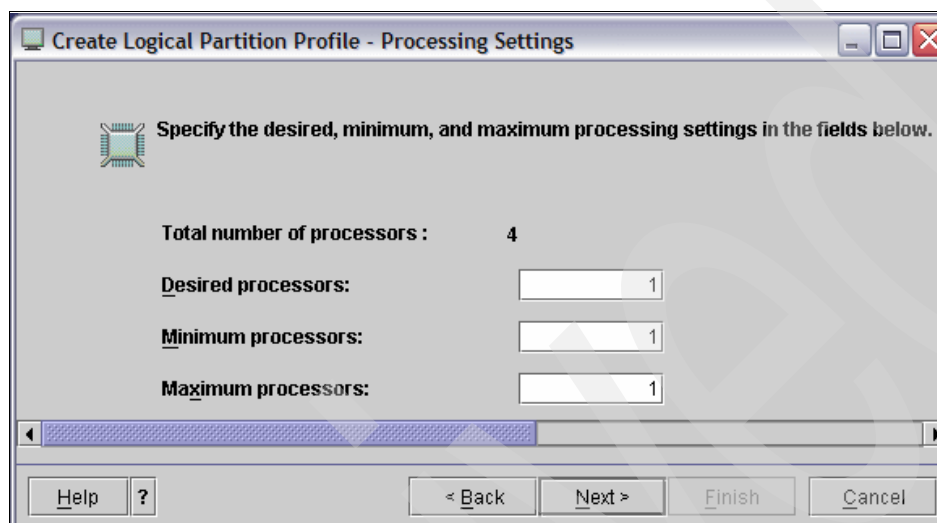 Create Logical Partition Profile - Processing Settings
Specify the desired, minimum, and maximum processing settings in the fields below.
Total number of processors : 4
Desired processors: 1
Minimum processors: 1
Maximum processors: 1
Help ? < Back Next > Finish Cancel